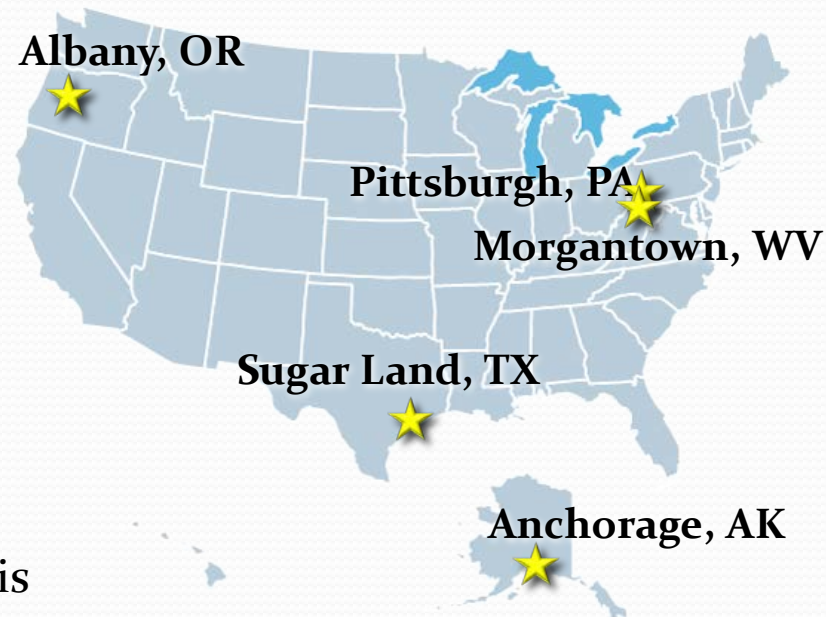 Albany, OR
Pittsburgh, PA
Morgantown, WV
Sugar Land, TX
Anchorage, AK
is